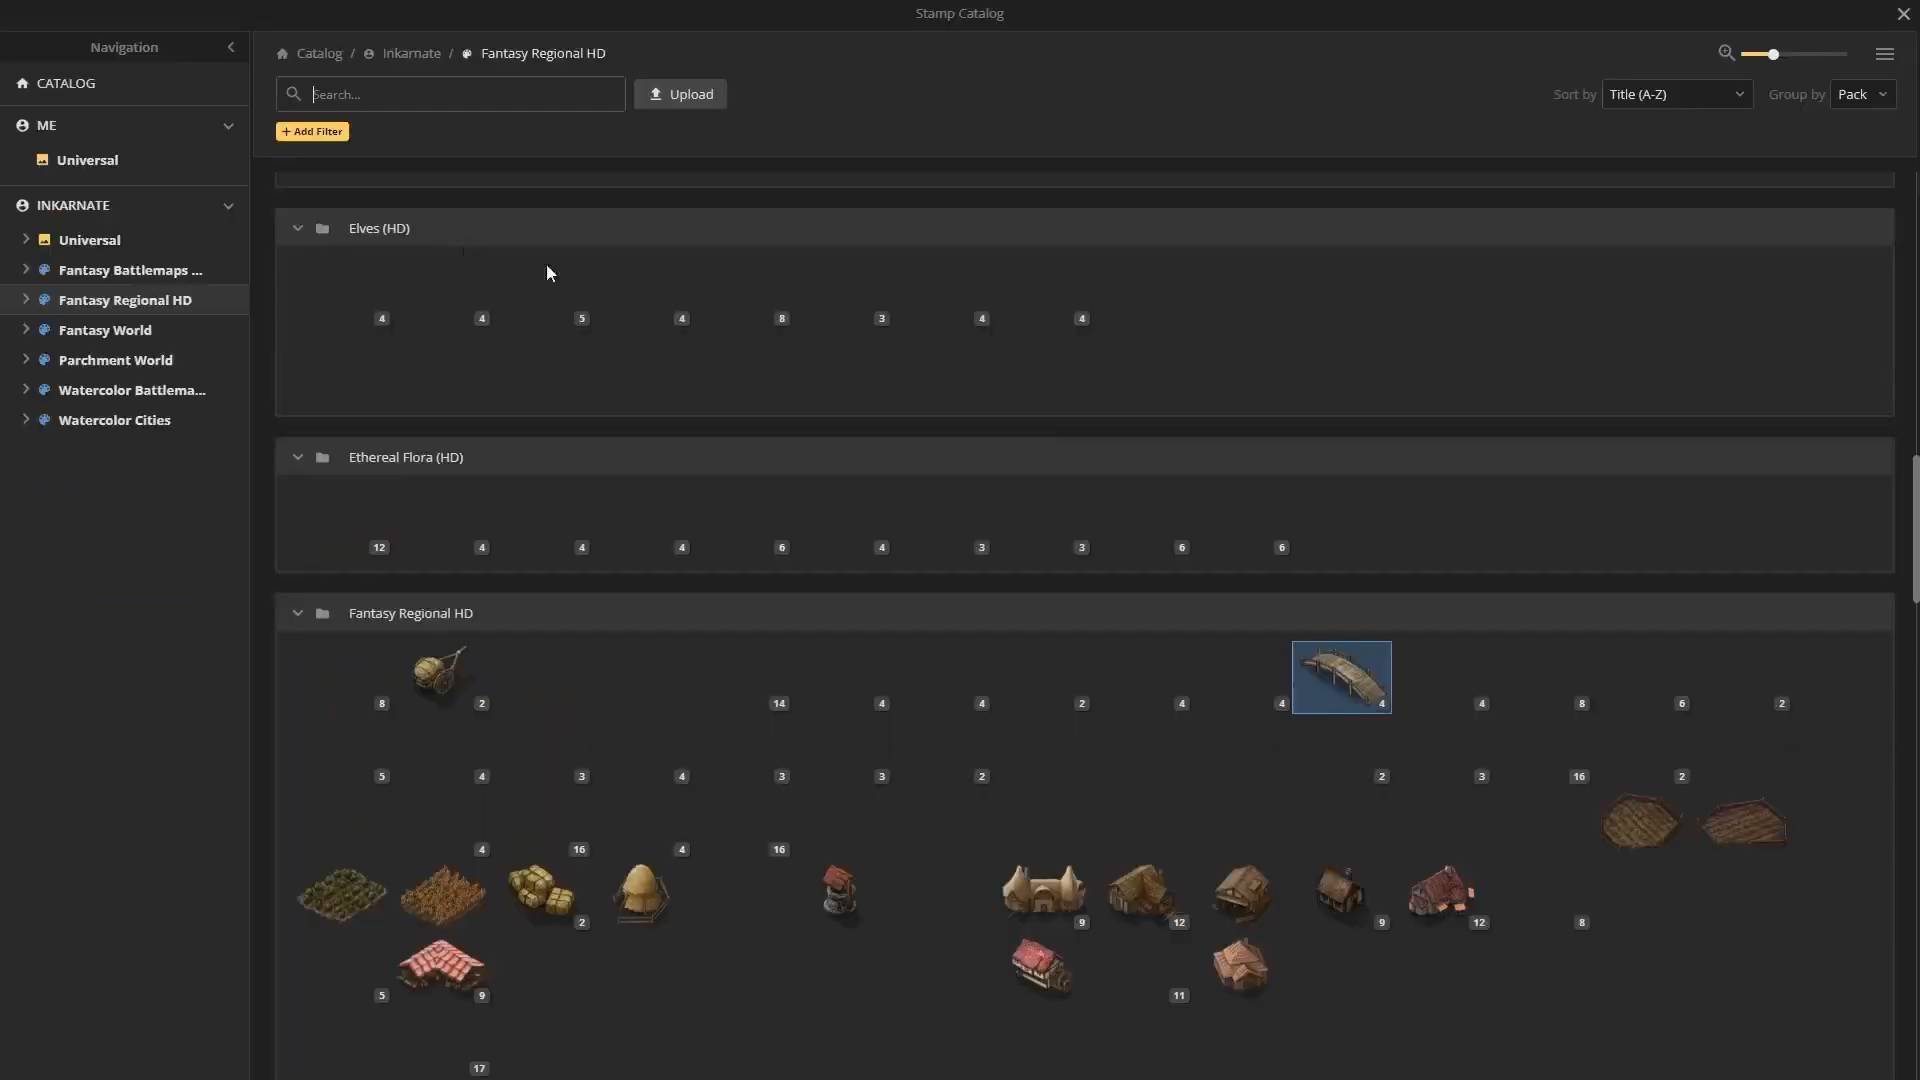 Stamp Catalog
Navigation
CATALOG
ME
Universal
INKARNATE
Universal
Fantasy Battlemaps ...
Fantasy Regional HD
Fantasy World
Parchment World
Watercolor Battlema...
Watercolor Cities
Catalog / Inkarnate / Fantasy Regional HD
Search...
Upload
Sort by Title (A-Z) Group by Pack
+ Add Filter
Elves (HD)
4 4 5 4 8 3 4 4
Ethereal Flora (HD)
12 4 4 4 6 4 3 3 6 6
Fantasy Regional HD
8 2 14 4 4 2 4 4 4 4 8 6 2
5 4 3 4 3 3 2 2 3 16 2
4 16 4 16
2 9 12 9 12 8
5 9 11
17